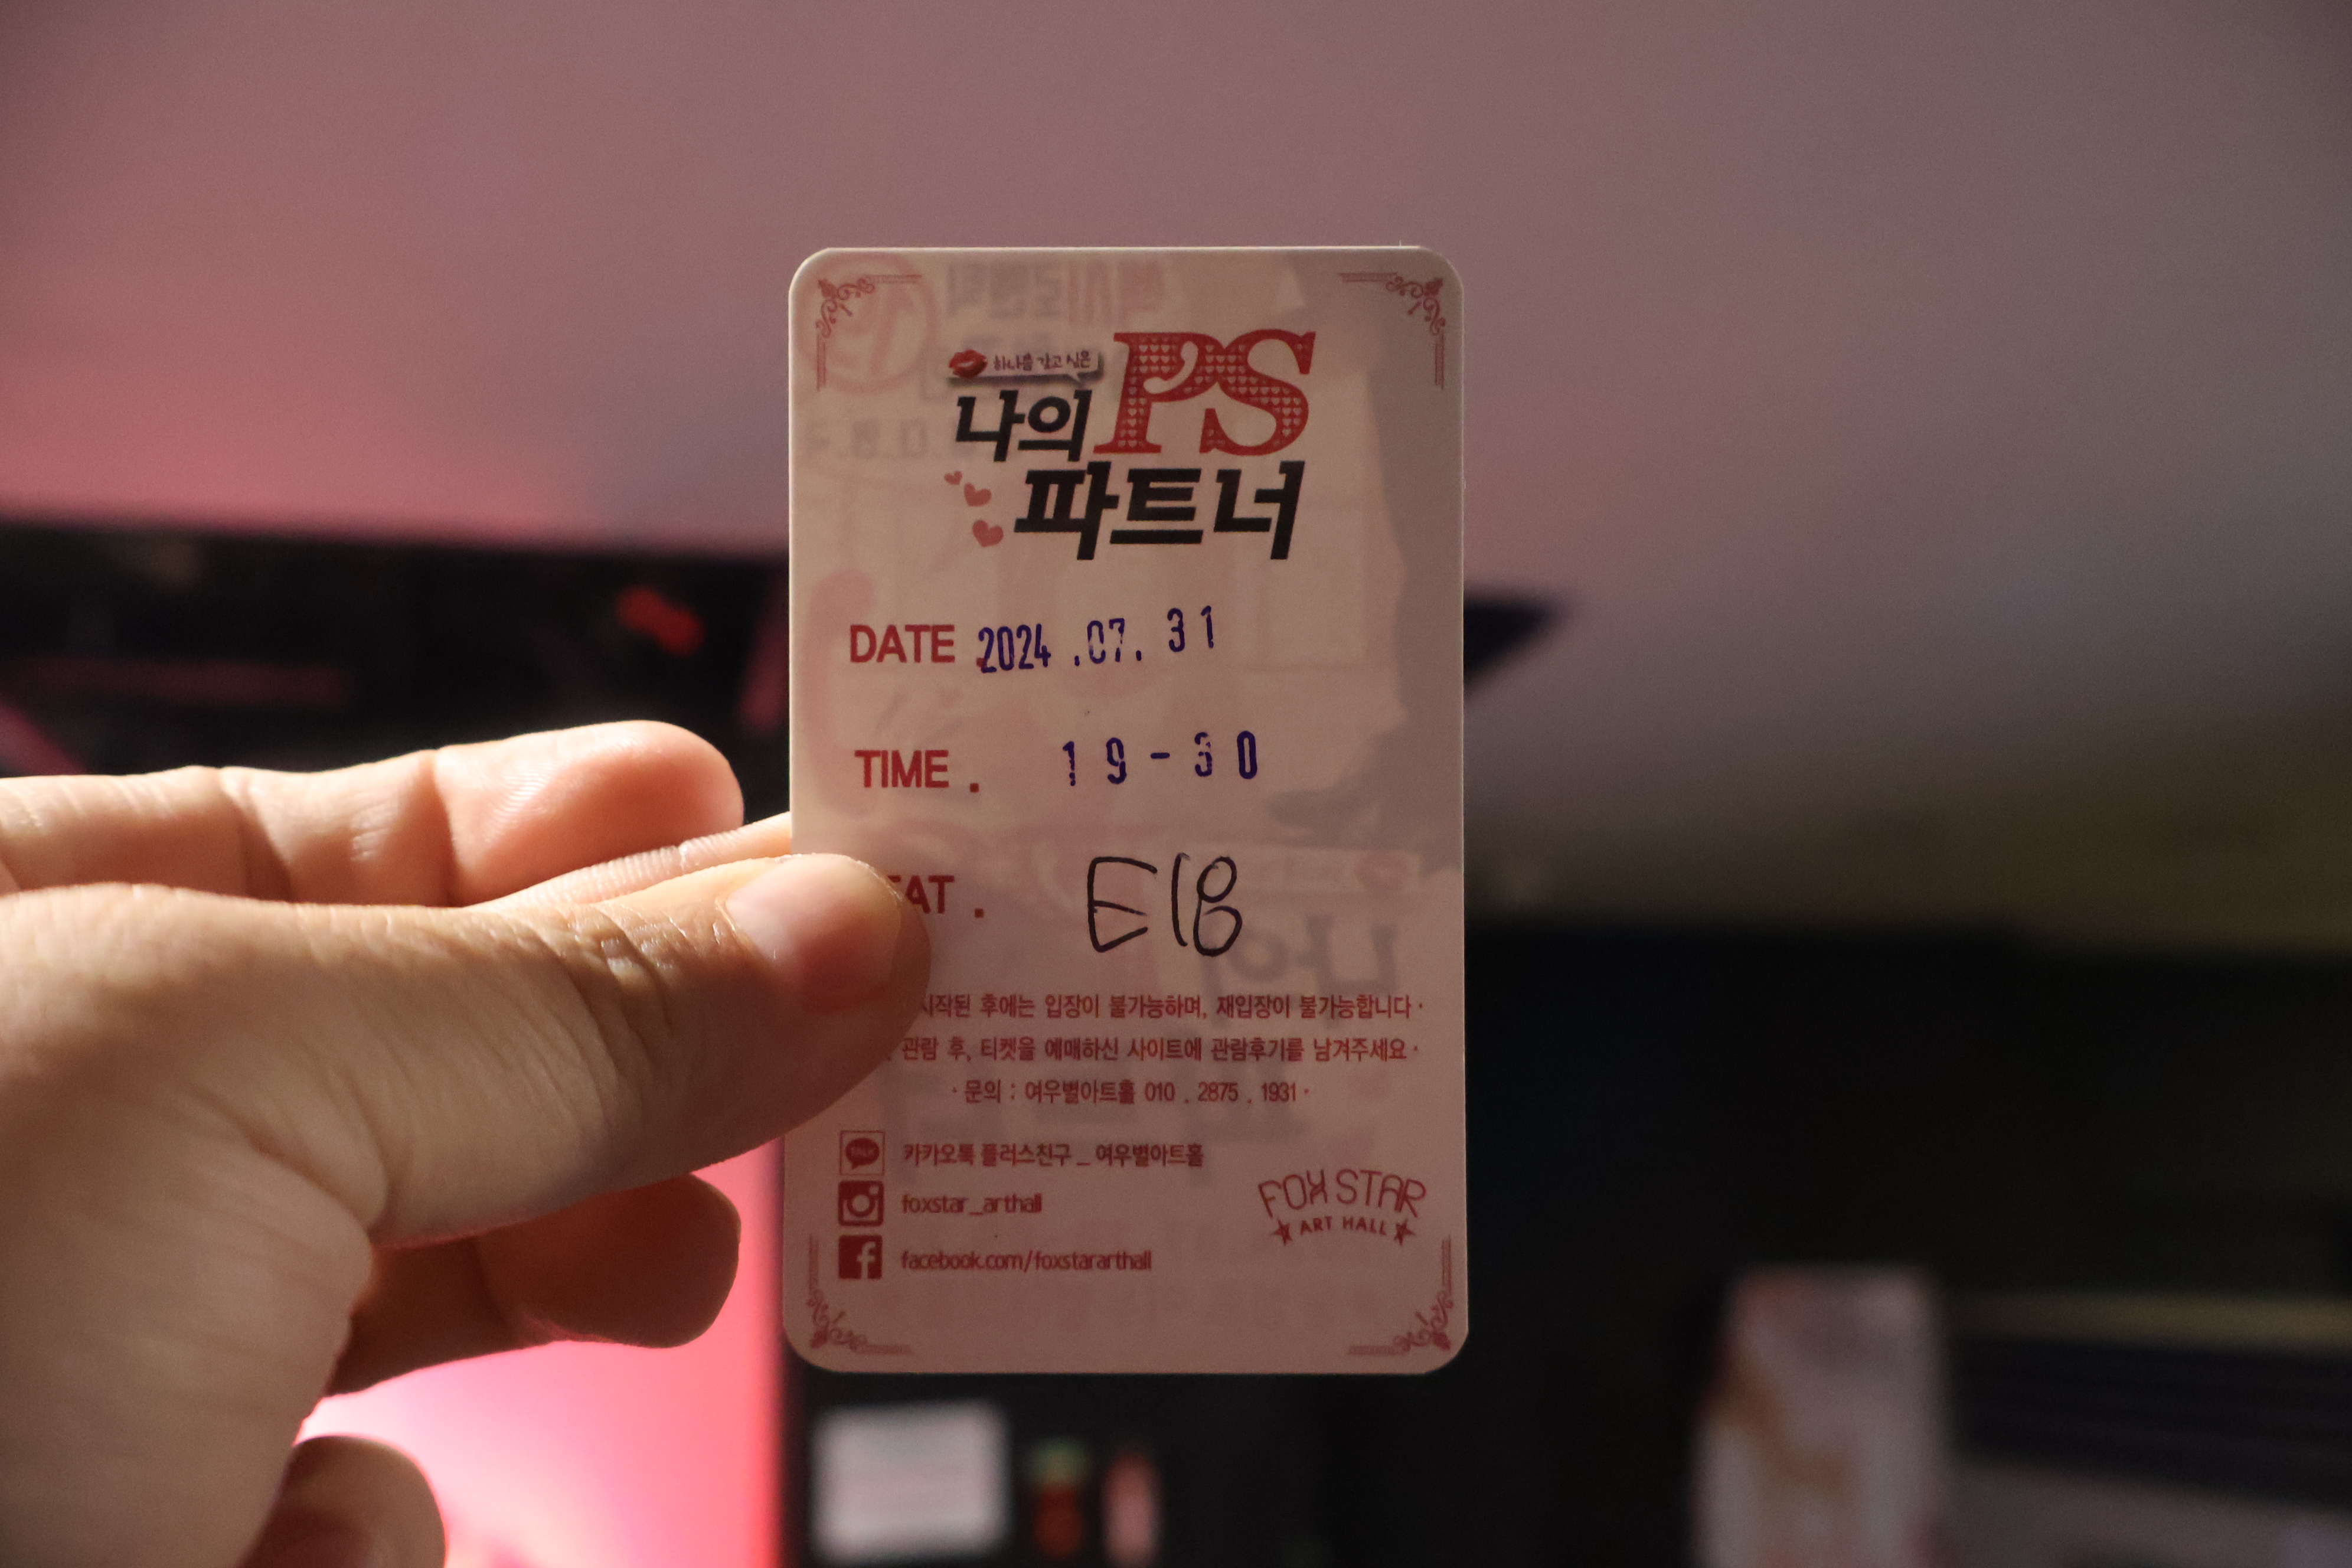 하나를 갖고 싶은
나의 PS
파트너
DATE . 2024 .07. 31
TIME . 19-30
AT . E18
시작된 후에는 입장이 불가능하며, 재입장이 불가능합니다 ·
관람 후, 티켓을 예매하신 사이트에 관람후기를 남겨주세요 ·
· 문의 : 여우별아트홀 010 . 2875 . 1931 ·
TALK
카카오톡 플러스친구 _ 여우별아트홀
foxstar_arthall
facebook.com/foxstararthall
FOX STAR
ART HALL